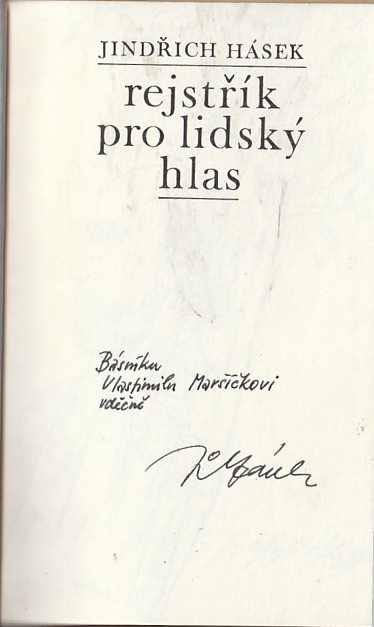 JINDŘICH HÁSEK
rejstřík
pro lidský
hlas
Básníku
Vlastimilu Maršíčkovi
vděčně